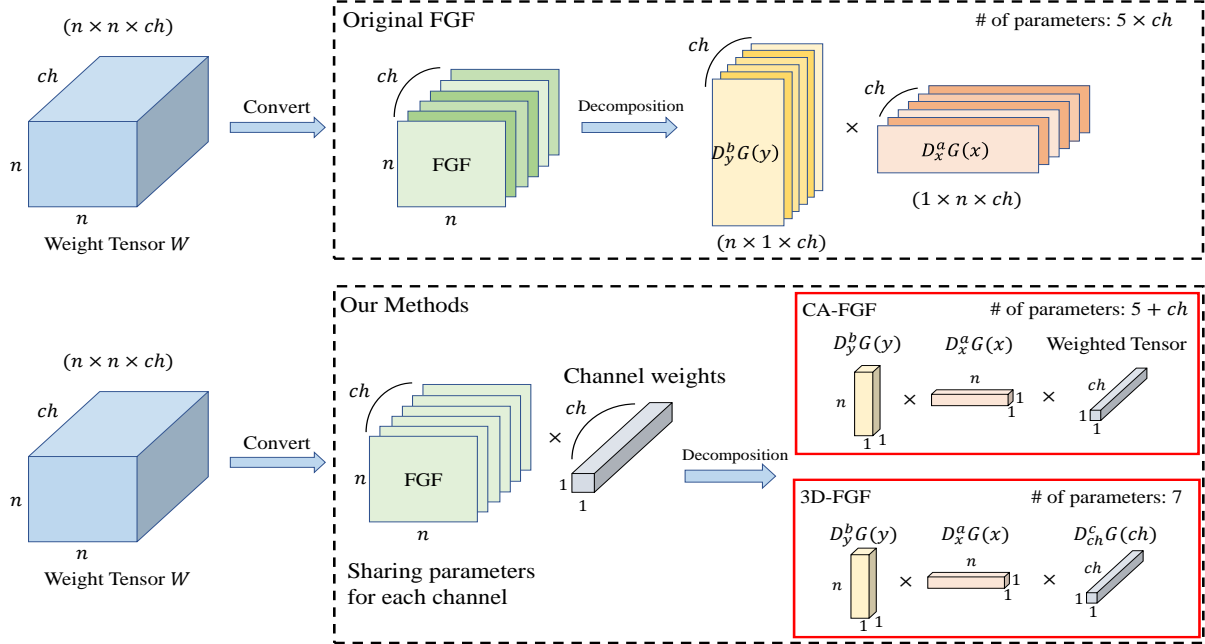 (n × n × ch)
ch
n
n
Weight Tensor W
Convert
Original FGF
# of parameters: 5 × ch
ch
n
FGF
n
Decomposition
ch
D_y^b G(y)
(n × 1 × ch)
×
ch
D_x^a G(x)
(1 × n × ch)
(n × n × ch)
ch
n
n
Weight Tensor W
Convert
Our Methods
ch
n
FGF
n
×
Channel weights
ch
1
1
Sharing parameters
for each channel
Decomposition
CA-FGF
# of parameters: 5 + ch
D_y^b G(y)
D_x^a G(x)
Weighted Tensor
n
1
1
×
n
1
1
×
ch
1
1
3D-FGF
# of parameters: 7
D_y^b G(y)
D_x^a G(x)
D_ch^c G(ch)
n
1
1
×
n
1
1
×
ch
1
1